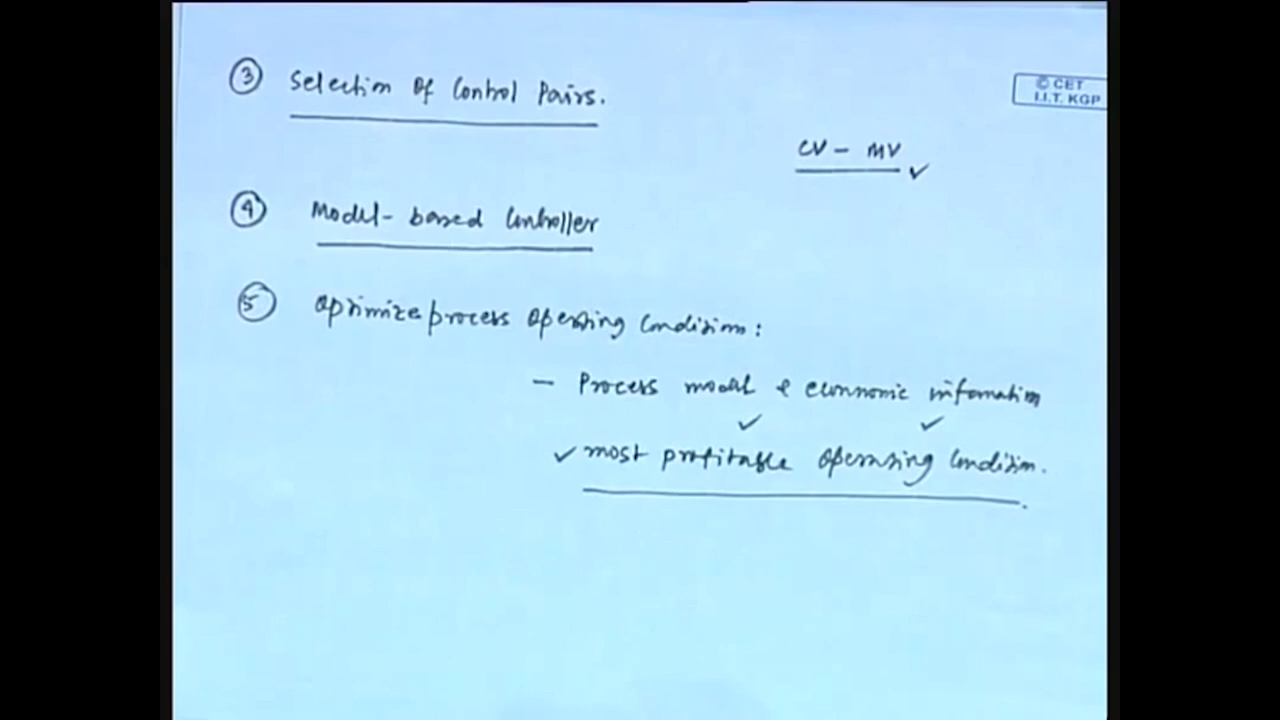 ③ Selection of Control Pairs.
© CET
I.I.T. KGP
CV - MV ✓
④ Model-based Controller
⑤ Optimize process operating conditions:
- Process model & economic information
✓ ✓
✓ most profitable operating condition.